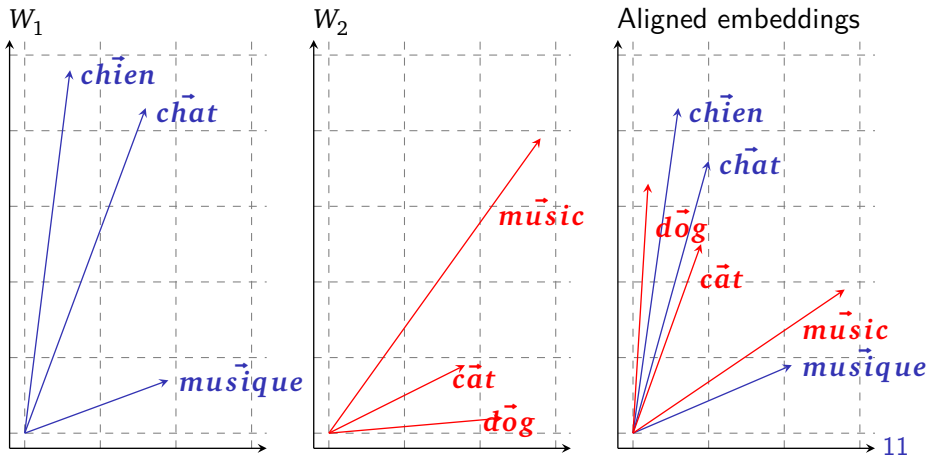 W₁
chien
chat
musique
W₂
music
cat
dog
Aligned embeddings
chien
chat
dog
cat
music
musique
11